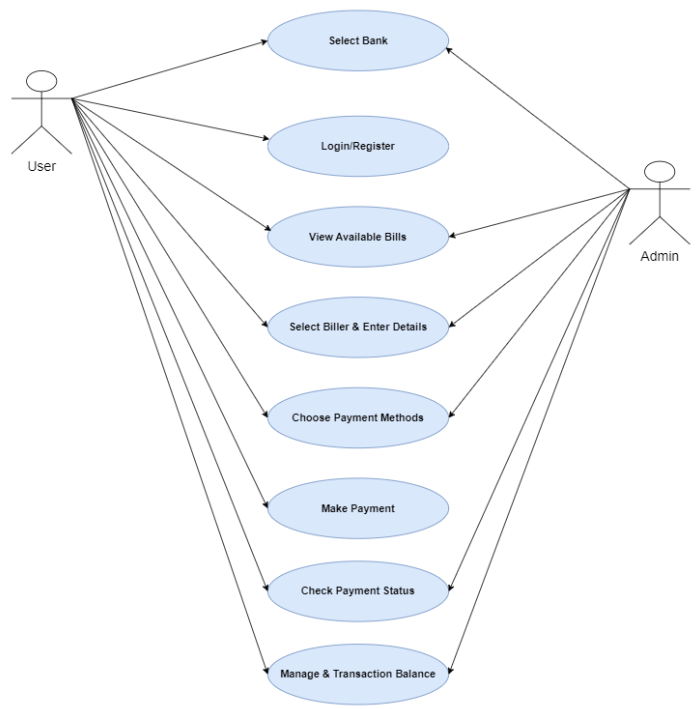 Select Bank
User
Login/Register
View Available Bills
Admin
Select Biller & Enter Details
Choose Payment Methods
Make Payment
Check Payment Status
Manage & Transaction Balance